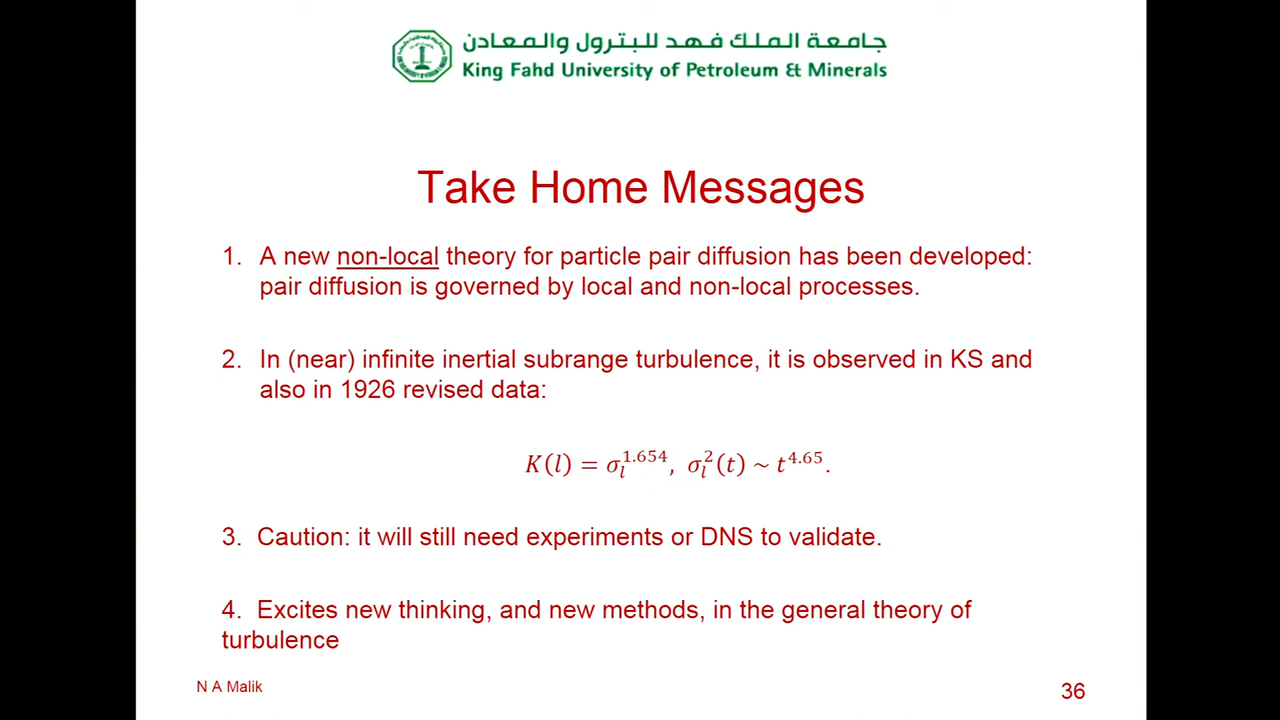 جامعة الملك فهد للبترول والمعادن
King Fahd University of Petroleum & Minerals
Take Home Messages
1. A new non-local theory for particle pair diffusion has been developed:
pair diffusion is governed by local and non-local processes.
2. In (near) infinite inertial subrange turbulence, it is observed in KS and
also in 1926 revised data:
K(l) = σ_l^1.654, σ_l^2(t) ~ t^4.65.
3. Caution: it will still need experiments or DNS to validate.
4. Excites new thinking, and new methods, in the general theory of
turbulence
N A Malik
36